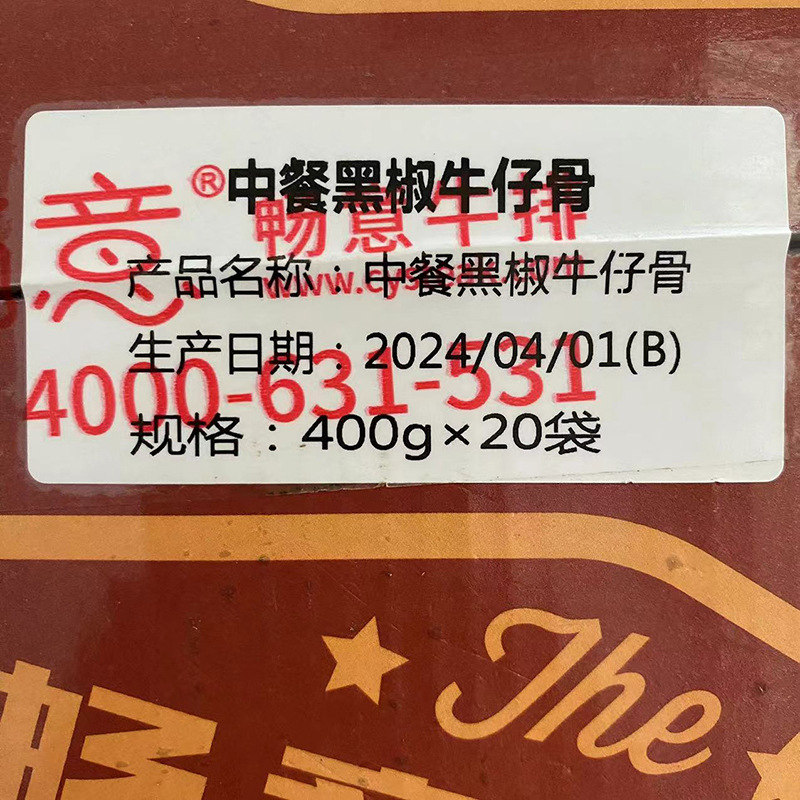 ®中餐黑椒牛仔骨
意
畅意牛排
产品名称：中餐黑椒牛仔骨
生产日期：2024/04/01(B)
4000-631-531
规格：400g×20袋
The